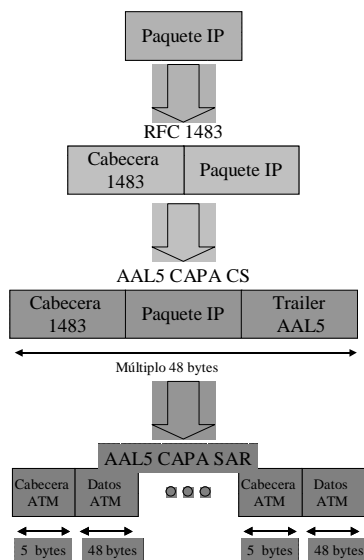 Paquete IP
RFC 1483
Cabecera
1483
Paquete IP
AAL5 CAPA CS
Cabecera
1483
Paquete IP
Trailer
AAL5
Múltiplo 48 bytes
AAL5 CAPA SAR
Cabecera
ATM
Datos
ATM
Cabecera
ATM
Datos
ATM
5 bytes
48 bytes
5 bytes
48 bytes